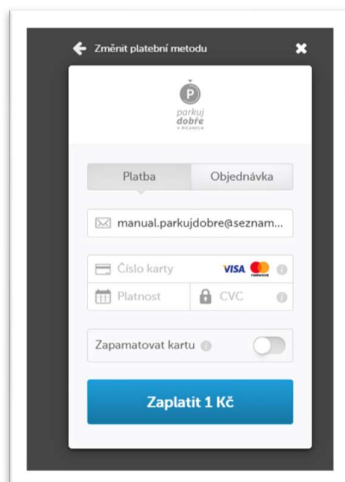 Změnit platební metodu
P
parkuj
dobře
v Říčanech
Platba Objednávka
manual.parkujdobre@seznam...
Číslo karty VISA
Platnost CVC
Zapamatovat kartu
Zaplatit 1 Kč